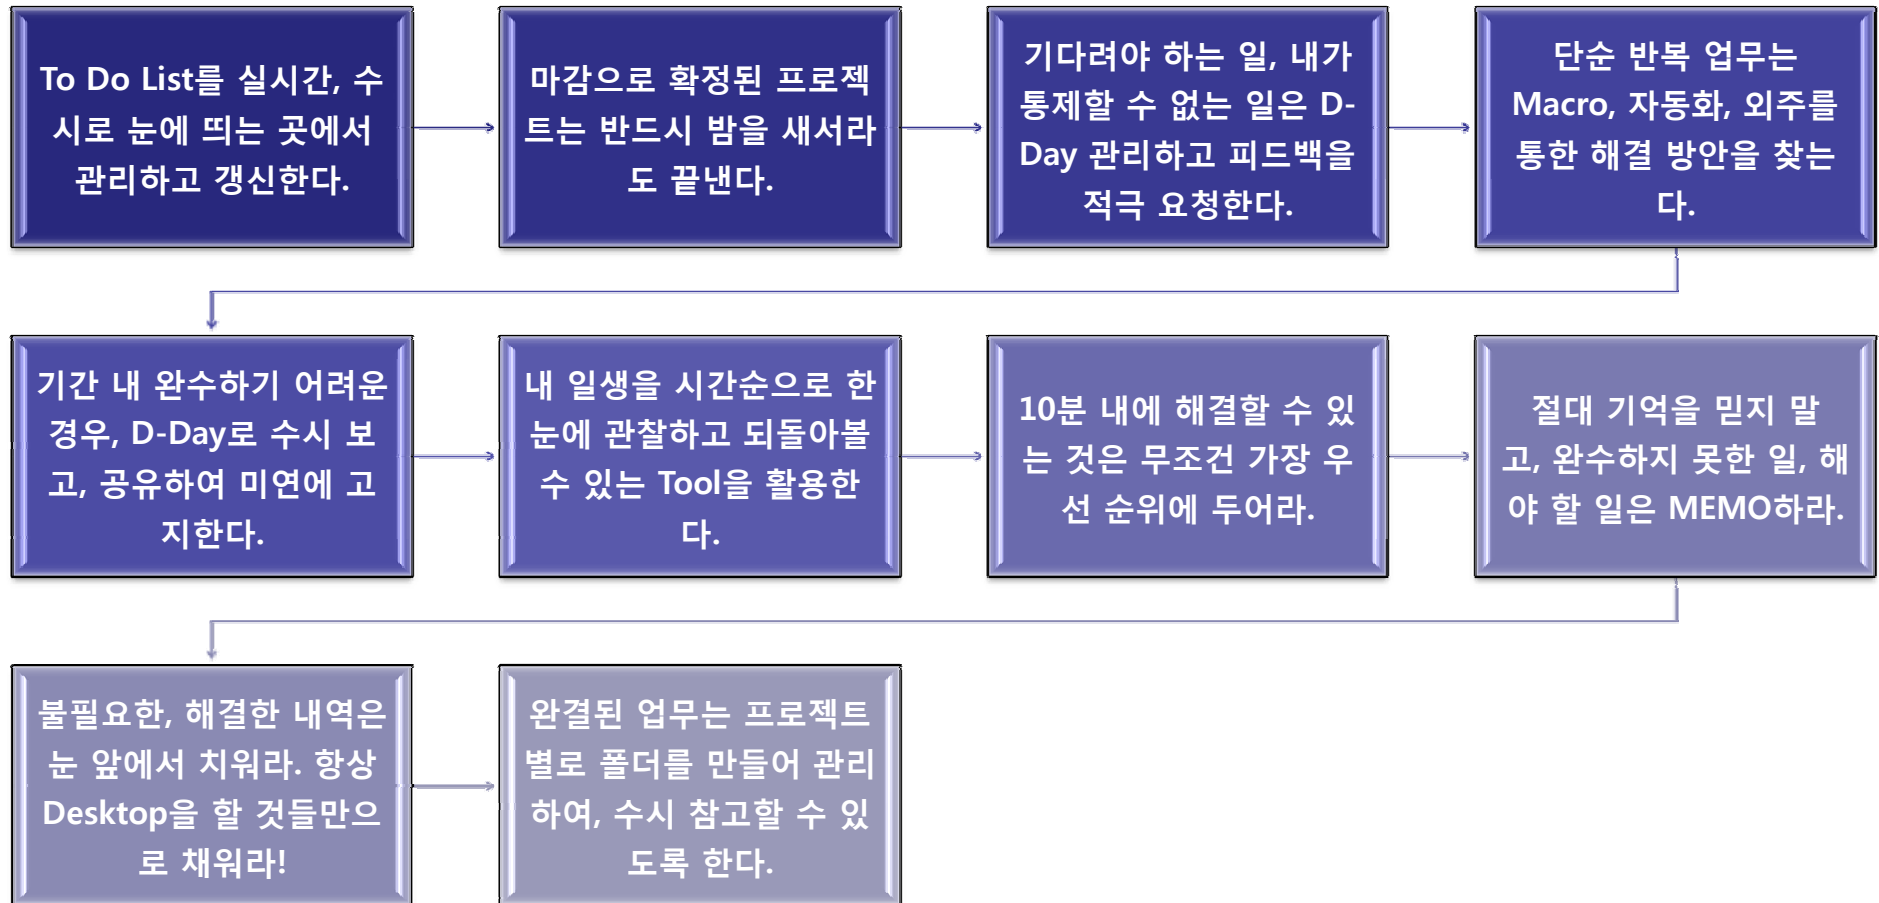 To Do List를 실시간, 수
시로 눈에 띄는 곳에서
관리하고 갱신한다.
마감으로 확정된 프로젝
트는 반드시 밤을 새서라
도 끝낸다.
기다려야 하는 일, 내가
통제할 수 없는 일은 D-
Day 관리하고 피드백을
적극 요청한다.
단순 반복 업무는
Macro, 자동화, 외주를
통한 해결 방안을 찾는
다.
기간 내 완수하기 어려운
경우, D-Day로 수시 보
고, 공유하여 미연에 고
지한다.
내 일생을 시간순으로 한
눈에 관찰하고 되돌아볼
수 있는 Tool을 활용한
다.
10분 내에 해결할 수 있
는 것은 무조건 가장 우
선 순위에 두어라.
절대 기억을 믿지 말
고, 완수하지 못한 일, 해
야 할 일은 MEMO하라.
불필요한, 해결한 내역은
눈 앞에서 치워라. 항상
Desktop을 할 것들만으
로 채워라!
완결된 업무는 프로젝트
별로 폴더를 만들어 관리
하여, 수시 참고할 수 있
도록 한다.